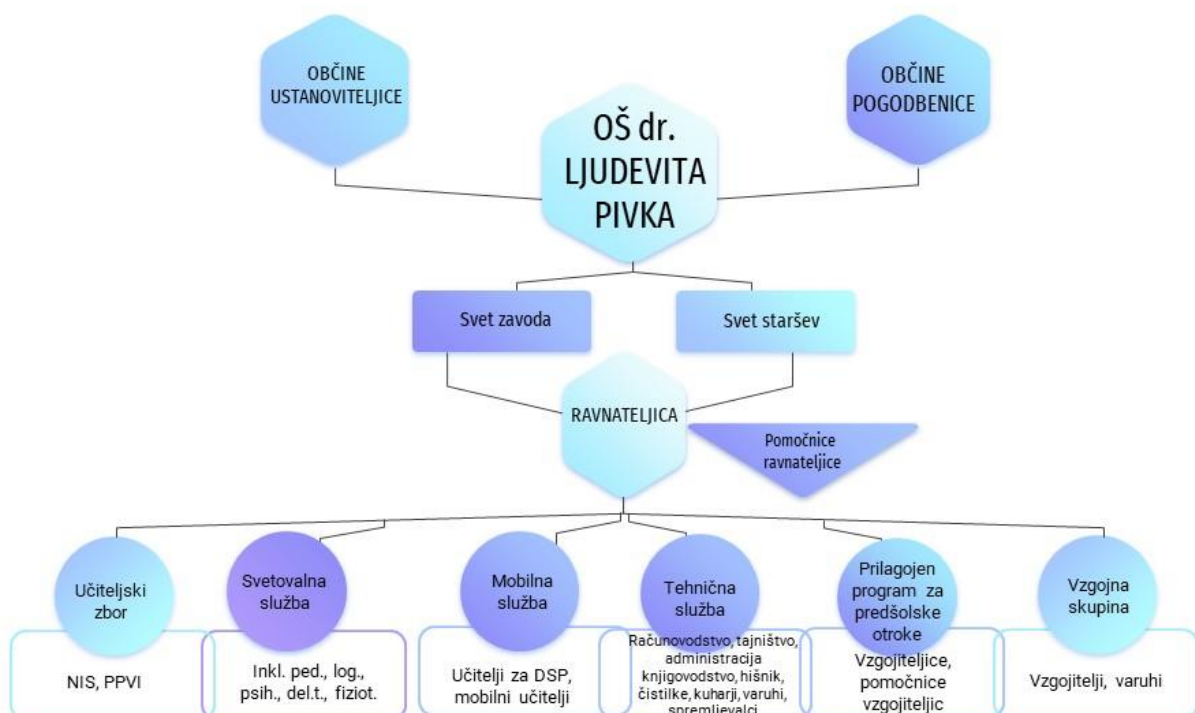 OBČINE
USTANOVITELJICE
OBČINE
POGODBENICE
OŠ dr.
LJUDEVITA
PIVKA
Svet zavoda
Svet staršev
RAVNATELJICA
Pomočnice
ravnateljice
Učiteljski
zbor
NIS, PPVI
Svetovalna
služba
Inkl. ped., log.,
psih., del.t., fiziot.
Mobilna
služba
Učitelji za DSP,
mobilni učitelji
Tehnična
služba
Računovodstvo, tajništvo,
administracija
knjigovodstvo, hišnik,
čistilke, kuharji, varuhi,
spremljevalci
Prilagojen
program za
predšolske
otroke
Vzgojiteljice,
pomočnice
vzgojiteljic
Vzgojna
skupina
Vzgojitelji, varuhi